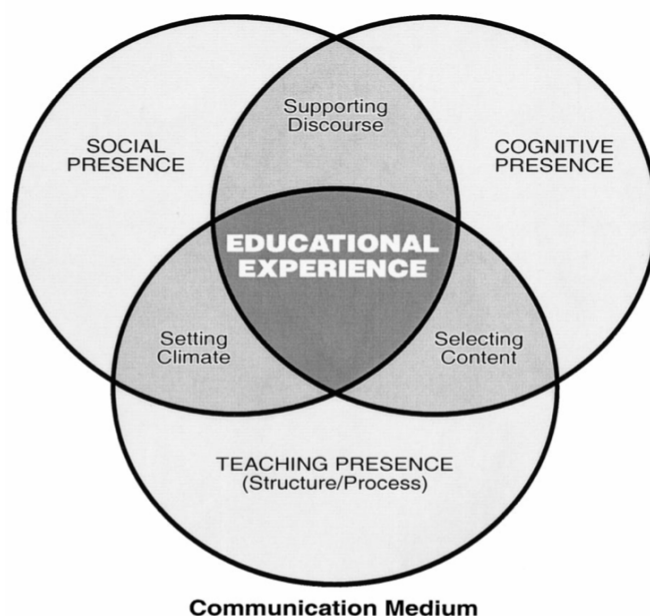 Supporting
Discourse
SOCIAL
PRESENCE
COGNITIVE
PRESENCE
EDUCATIONAL
EXPERIENCE
Setting
Climate
Selecting
Content
TEACHING PRESENCE
(Structure/Process)
Communication Medium